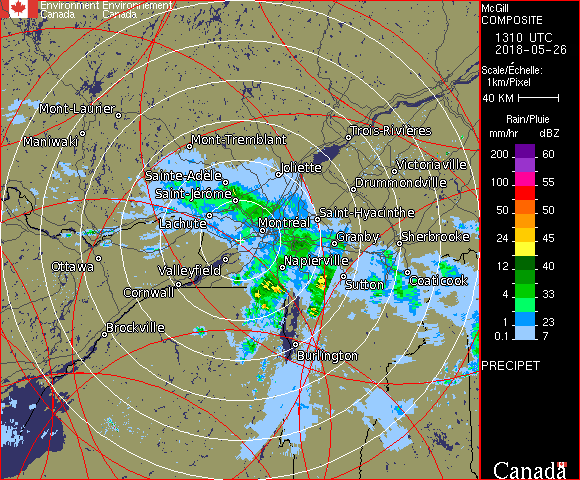 Environment Environnement
Canada Canada
McGill
COMPOSITE
1310 UTC
2018-05-26
Scale/Échelle:
1km/Pixel
40 KM
Rain/Pluie
mm/hr dBZ
200 60
100 55
50 50
24 45
12 40
4 33
1 23
0.1 7
PRECIPET
Canada
Mont-Laurier
Maniwaki
Mont-Tremblant
Trois-Rivières
Joliette
Victoriaville
Sainte-Adèle
Drummondville
Saint-Jérôme
Saint-Hyacinthe
Lachute
Montréal
Granby
Sherbrooke
Ottawa
Napierville
Valleyfield
Sutton
Coaticook
Cornwall
Brockville
Burlington